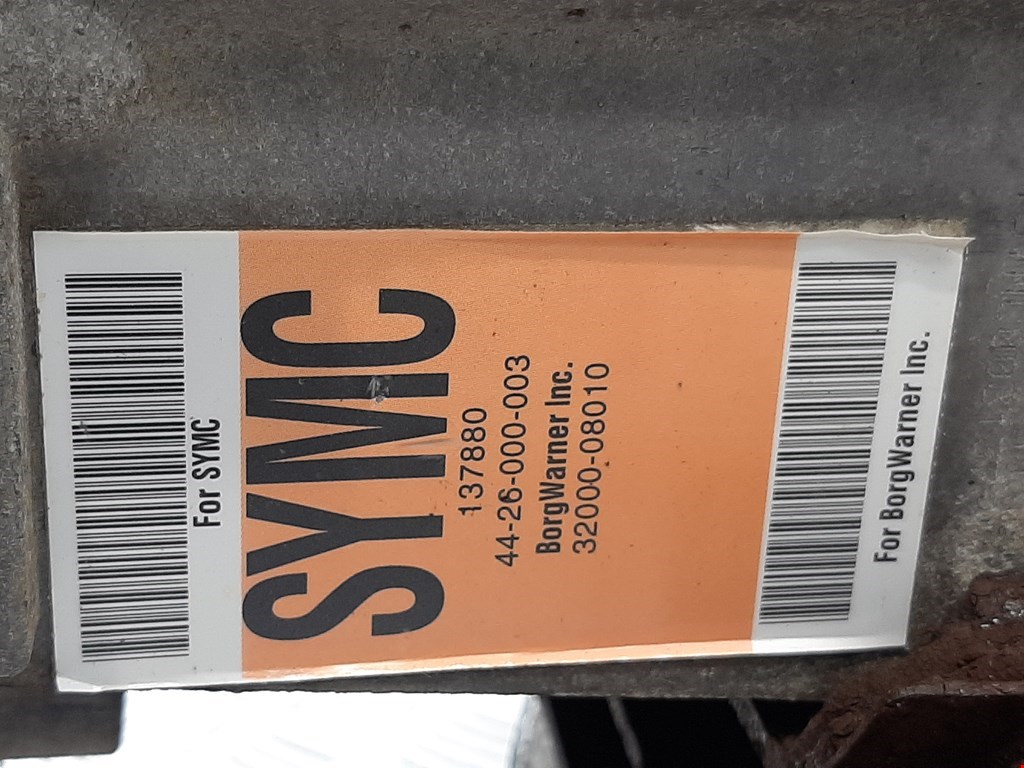 For SYMC
SYMC
137880
44-26-000-003
BorgWarner Inc.
32000-08010
For BorgWarner Inc.